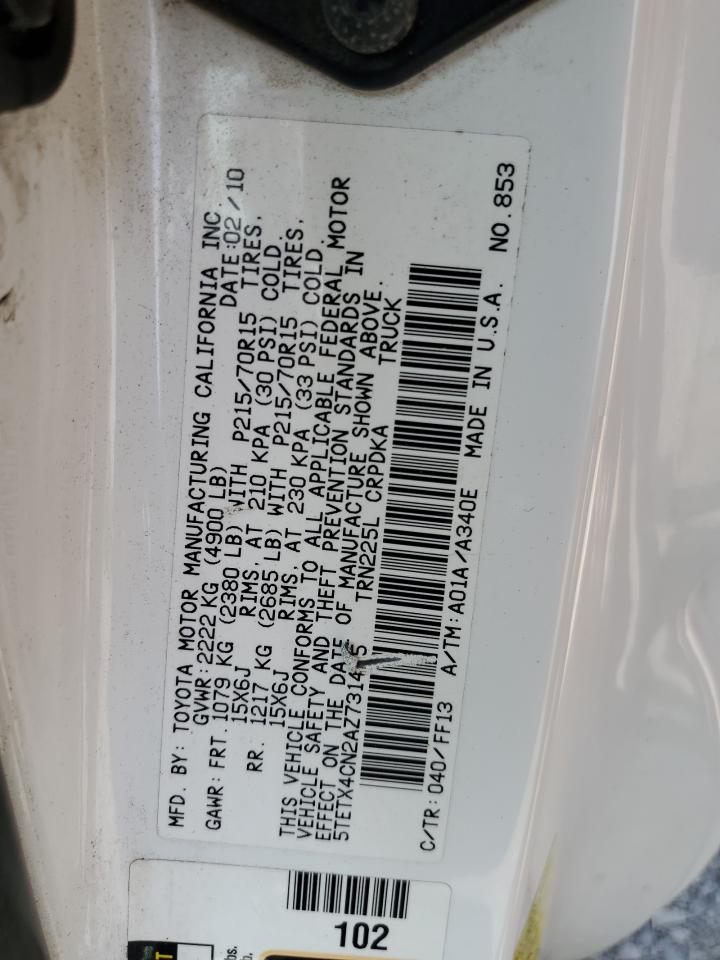 MFD. BY: TOYOTA MOTOR MANUFACTURING CALIFORNIA INC.
GVWR: 2222 KG (4900 LB) DATE: 02/10
GAWR: FRT. 1079 KG (2380 LB) WITH P215/70R15 TIRES,
15X6J RIMS, AT 210 KPA (30 PSI) COLD.
RR. 1217 KG (2685 LB) WITH P215/70R15 TIRES,
15X6J RIMS, AT 230 KPA (33 PSI) COLD.
THIS VEHICLE CONFORMS TO ALL APPLICABLE FEDERAL MOTOR
VEHICLE SAFETY AND THEFT PREVENTION STANDARDS IN
EFFECT ON THE DATE OF MANUFACTURE SHOWN ABOVE.
TRN225L CRPDKA TRUCK
C/TR: 040/FF13 A/TM: A01A/A340E MADE IN U.S.A. NO. 853
102